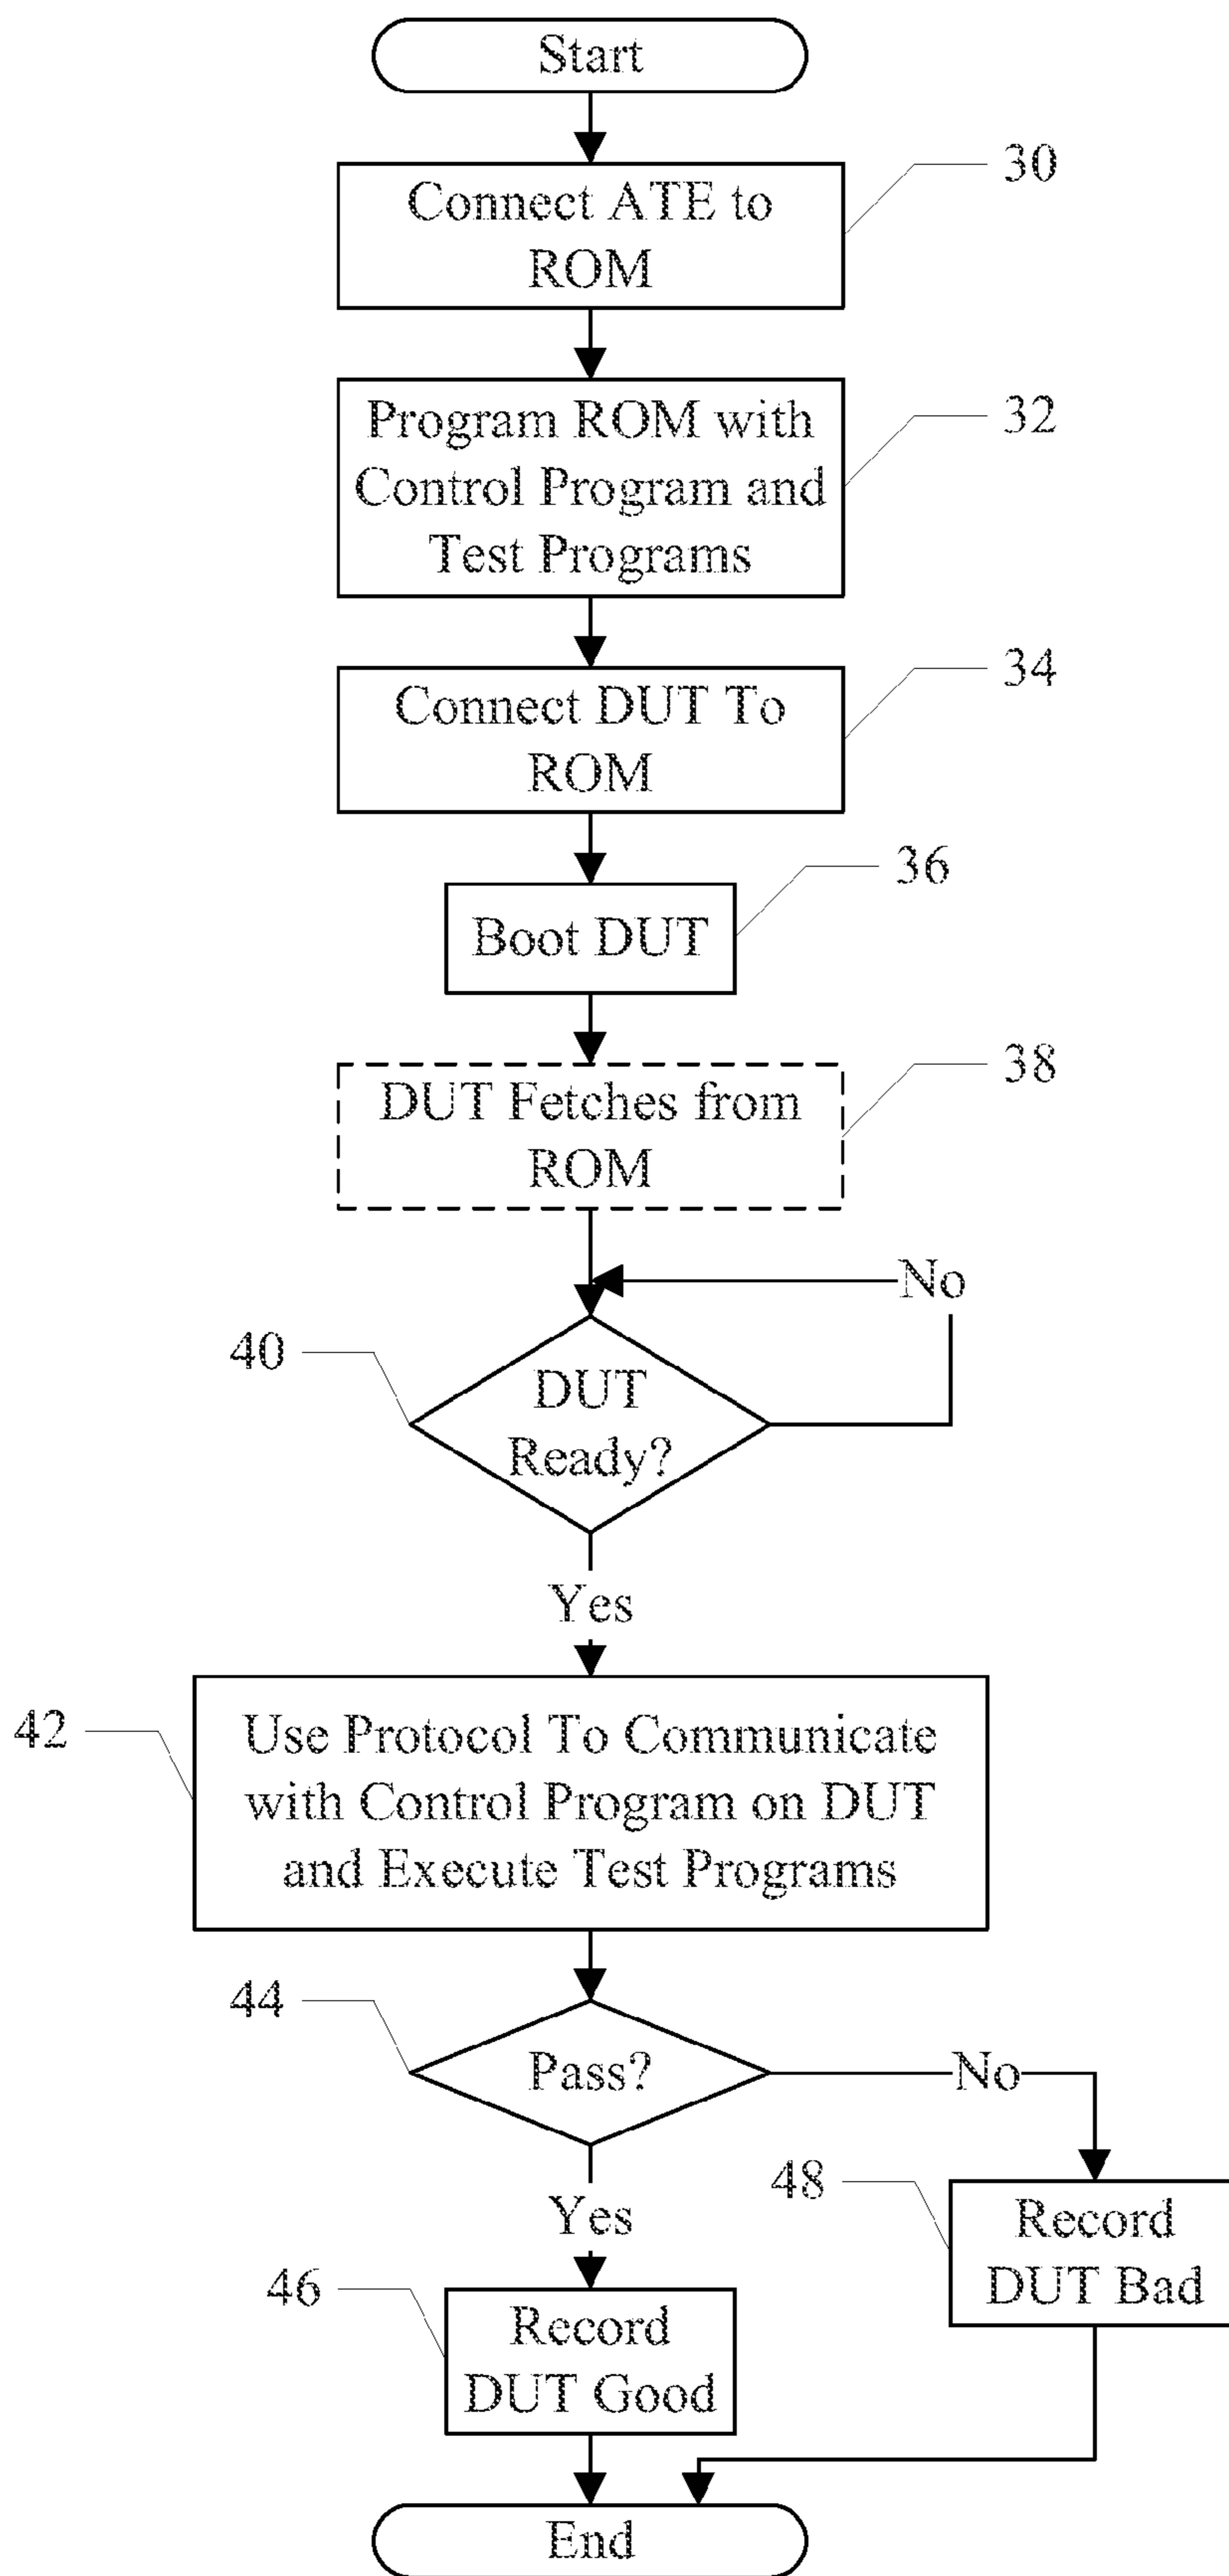 Start
30
Connect ATE to
ROM
32
Program ROM with
Control Program and
Test Programs
34
Connect DUT To
ROM
36
Boot DUT
38
DUT Fetches from
ROM
No
40
DUT
Ready?
Yes
42
Use Protocol To Communicate
with Control Program on DUT
and Execute Test Programs
44
Pass?
No
48
Record
DUT Bad
Yes
46
Record
DUT Good
End